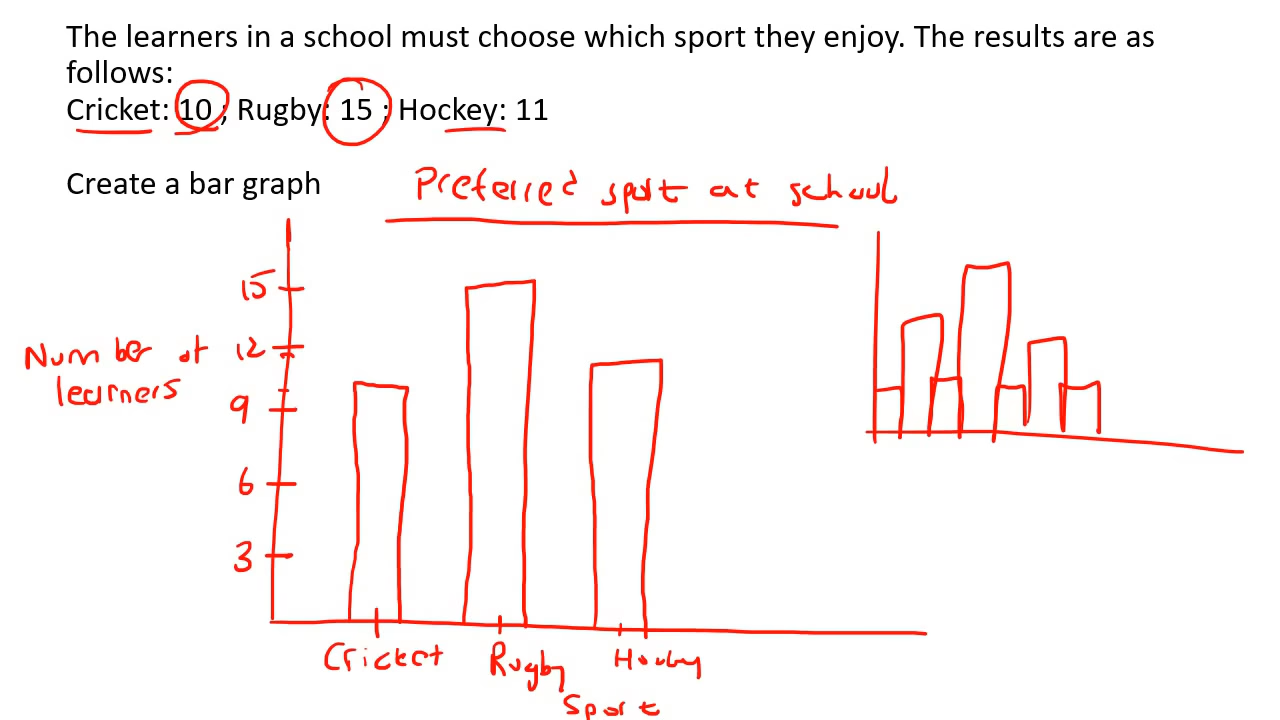 The learners in a school must choose which sport they enjoy. The results are as
follows:
Cricket: 10 ; Rugby: 15 ; Hockey: 11
Create a bar graph
Preferred sport at school
15
Number of 12
learners
9
6
3
Cricket Rugby Hockey
Sport